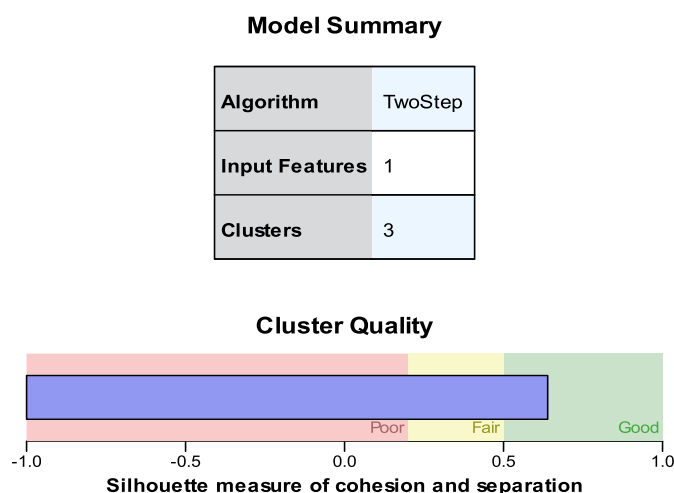 Model Summary
Algorithm TwoStep
Input Features 1
Clusters 3
Cluster Quality
Poor Fair Good
-1.0 -0.5 0.0 0.5 1.0
Silhouette measure of cohesion and separation